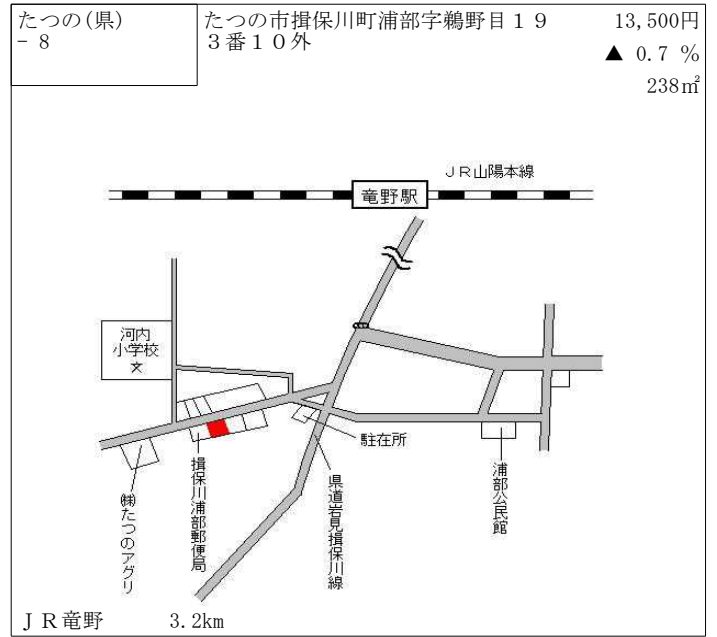 たつの(県)
－８
たつの市揖保川町浦部字鵜野目１９
３番１０外
13,500円
▲ 0.7 ％
238㎡
ＪＲ山陽本線
竜野駅
河内
小学校
文
駐在所
揖保川浦部郵便局
㈱たつのアグリ
県道岩見揖保川線
浦部公民館
ＪＲ竜野 3.2km